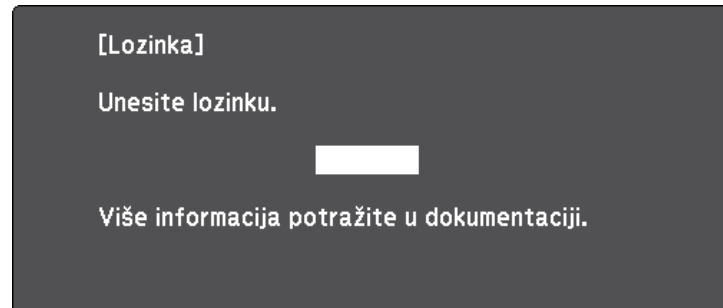 [Lozinka]
Unesite lozinku.
Više informacija potražite u dokumentaciji.